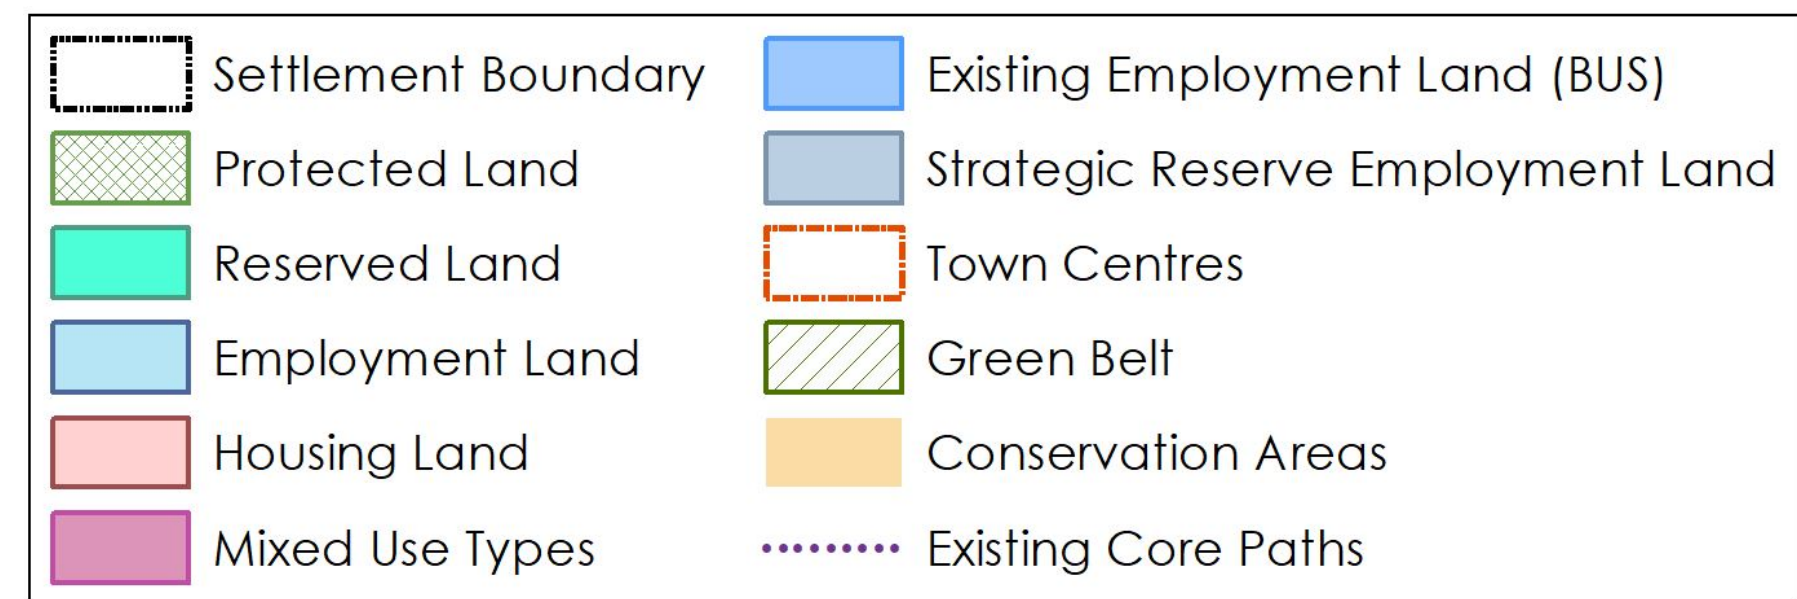 Settlement Boundary
Protected Land
Reserved Land
Employment Land
Housing Land
Mixed Use Types
Existing Employment Land (BUS)
Strategic Reserve Employment Land
Town Centres
Green Belt
Conservation Areas
Existing Core Paths